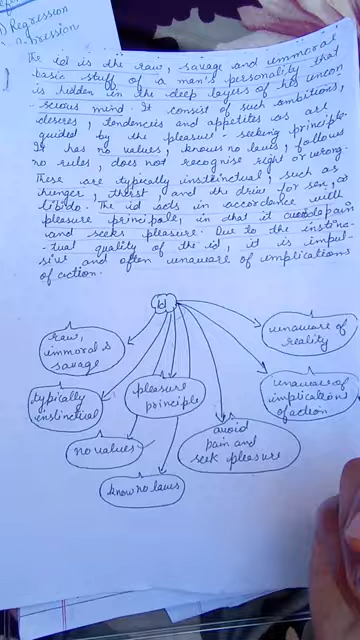 1) Regression
The id is the raw, savage and immoral
basic stuff of a man's personality that
is hidden in the deep layers of his uncon
-scious mind. It consist of such ambitions,
desires, tendencies and appetites as are
guided by the pleasure-seeking principle.
It has no values, knows no laws, follows
no rules, does not recognise right or wrong.
These are typically instinctual, such as
hunger, thirst, and the drive for sex, or
libido. The id acts in accordance with
pleasure principle, in that it avoids pain
and seeks pleasure. Due to the instinc
-tual quality of the id, it is impul-
sive and often unaware of implications
of action.
Id
raw,
immoral &
savage
unaware of
reality
typically
instinctual
pleasure
principle
unaware of
implications
of action
no values
avoid
pain and
seek pleasure
know no laws